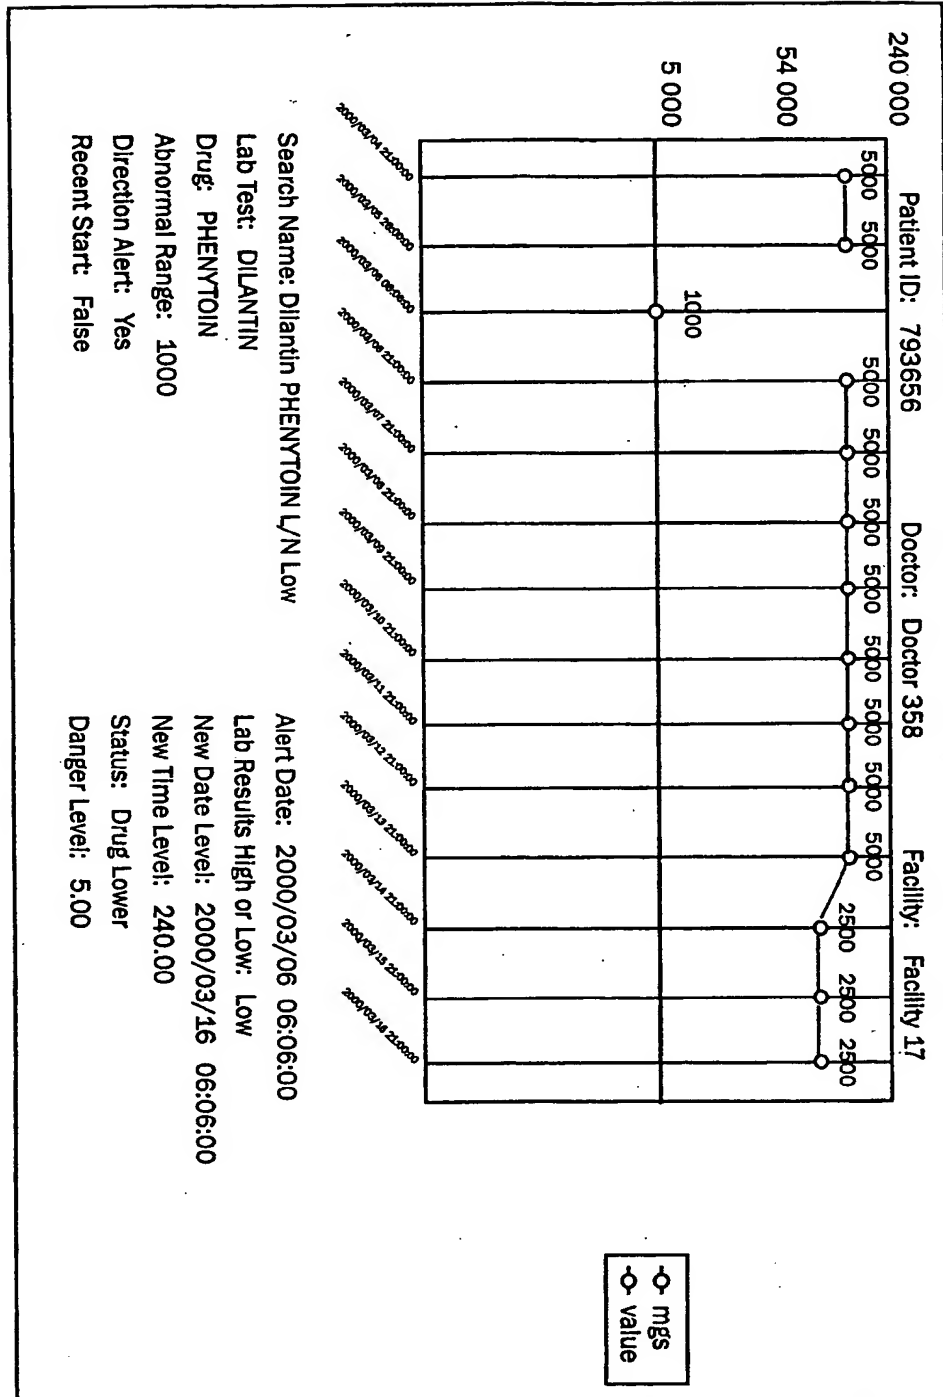 Patient ID: 793656 Doctor: Doctor 358 Facility: Facility 17
240 000
54 000
5 000
5000 5000 1000 5000 5000 5000 5000 5000 5000 5000 5000 2500 2500 2500
mgs
value
2000/03/04 21:00:00
2000/03/06 21:00:00
2000/03/07 21:00:00
2000/03/09 21:00:00
2000/03/10 21:00:00
2000/03/11 21:00:00
2000/03/12 21:00:00
2000/03/13 21:00:00
2000/03/14 21:00:00
2000/03/15 21:00:00
2000/03/16 21:00:00
Search Name: Dilantin PHENYTOIN L/N Low
Lab Test: DILANTIN
Drug: PHENYTOIN
Abnormal Range: 1000
Direction Alert: Yes
Recent Start: False
Alert Date: 2000/03/06 06:06:00
Lab Results High or Low: Low
New Date Level: 2000/03/16 06:06:00
New Time Level: 240.00
Status: Drug Lower
Danger Level: 5.00